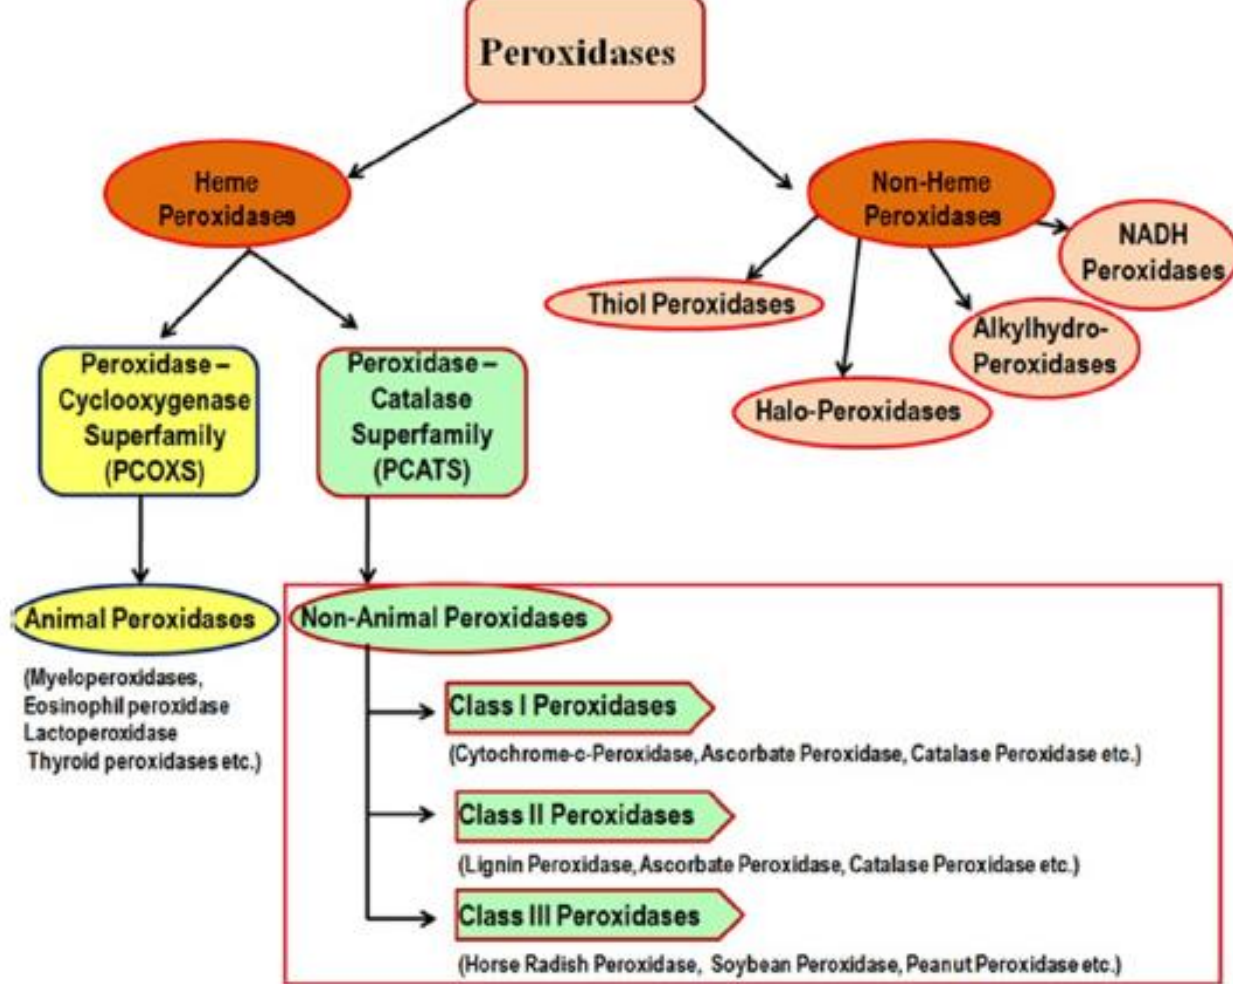 Peroxidases
Heme
Peroxidases
Non-Heme
Peroxidases
NADH
Peroxidases
Thiol Peroxidases
Alkylhydro-
Peroxidases
Halo-Peroxidases
Peroxidase –
Cyclooxygenase
Superfamily
(PCOXS)
Peroxidase –
Catalase
Superfamily
(PCATS)
Animal Peroxidases
(Myeloperoxidases,
Eosinophil peroxidase
Lactoperoxidase
Thyroid peroxidases etc.)
Non-Animal Peroxidases
Class I Peroxidases
(Cytochrome-c-Peroxidase, Ascorbate Peroxidase, Catalase Peroxidase etc.)
Class II Peroxidases
(Lignin Peroxidase, Ascorbate Peroxidase, Catalase Peroxidase etc.)
Class III Peroxidases
(Horse Radish Peroxidase, Soybean Peroxidase, Peanut Peroxidase etc.)